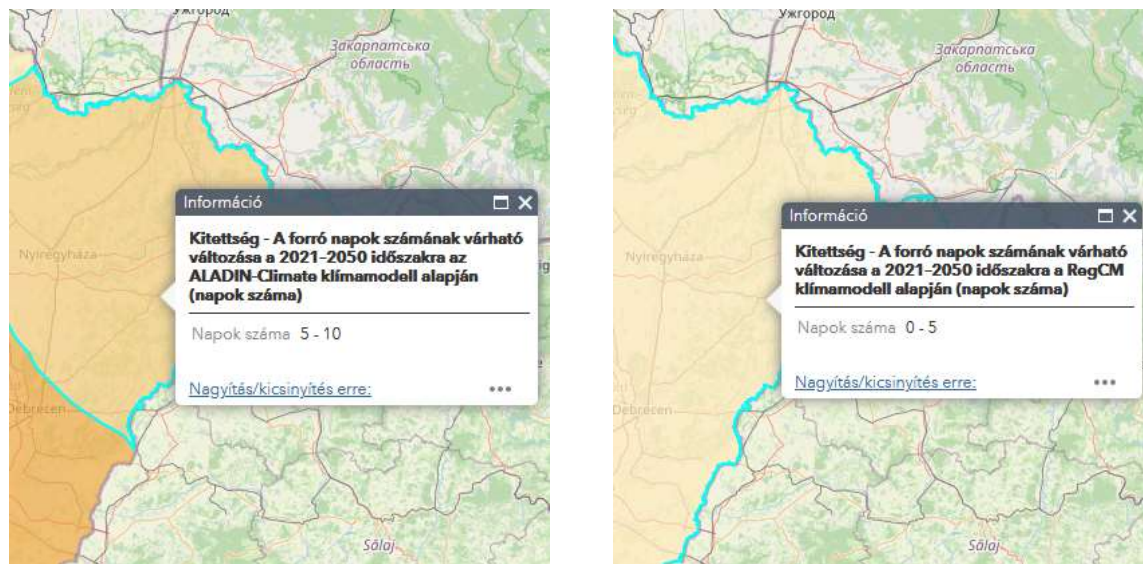 Ужгород
Закарпатська
область
Nyíregyháza
Debrecen
Sălaj
Információ
Kitettség - A forró napok számának várható
változása a 2021-2050 időszakra az
ALADIN-Climate klímamodell alapján
(napok száma)
Napok száma 5 - 10
Nagyítás/kicsinyítés erre:
Ужгород
Закарпатська
область
Nyíregyháza
Debrecen
Sălaj
Információ
Kitettség - A forró napok számának várható
változása a 2021-2050 időszakra a RegCM
klímamodell alapján (napok száma)
Napok száma 0 - 5
Nagyítás/kicsinyítés erre: